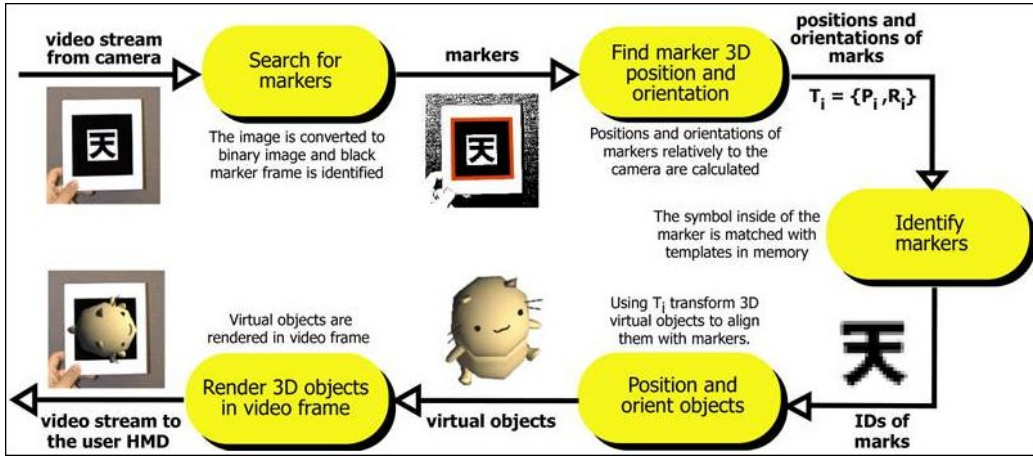 video stream
from camera
Search for
markers
The image is converted to
binary image and black
marker frame is identified
天
markers
天
Find marker 3D
position and
orientation
Positions and orientations of
markers relatively to the
camera are calculated
positions and
orientations of
marks
Ti = {Pi ,Ri}
Identify
markers
The symbol inside of the
marker is matched with
templates in memory
天
IDs of
marks
Using Ti transform 3D
virtual objects to align
them with markers.
Position and
orient objects
virtual objects
Virtual objects are
rendered in video frame
Render 3D objects
in video frame
video stream to
the user HMD